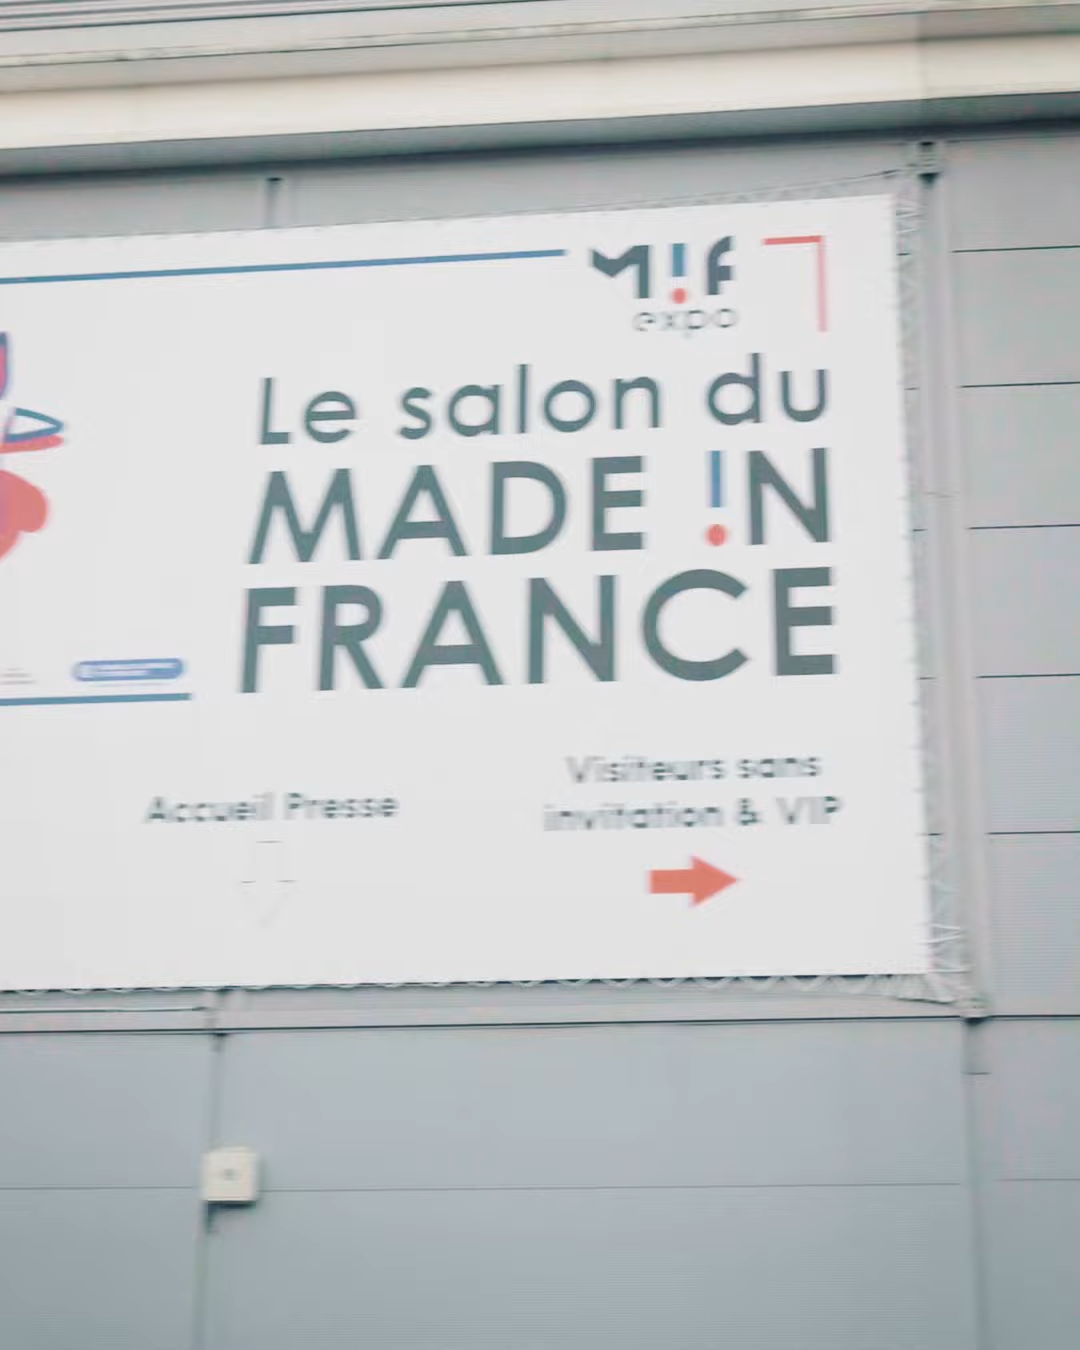 M!F
expo
Le salon du
MADE !N
FRANCE
Visiteurs sans
invitation & VIP
Accueil Presse